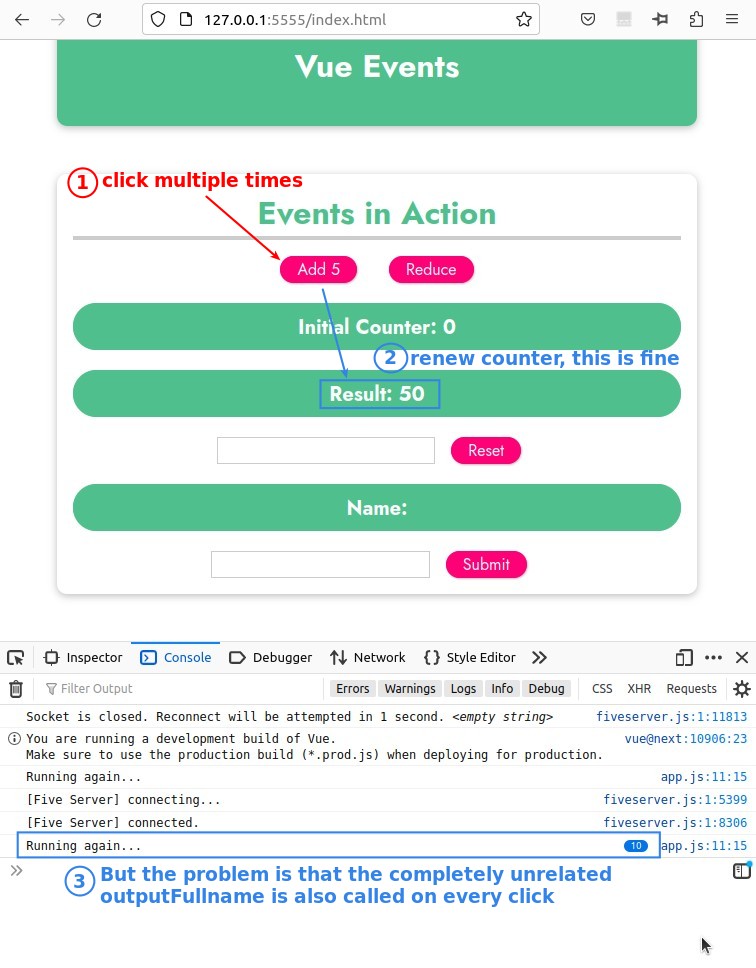 127.0.0.1:5555/index.html
Vue Events
1 click multiple times
Events in Action
Add 5 Reduce
Initial Counter: 0
2 renew counter, this is fine
Result: 50
Reset
Name:
Submit
Inspector Console Debugger Network Style Editor
Filter Output Errors Warnings Logs Info Debug CSS XHR Requests
Socket is closed. Reconnect will be attempted in 1 second. <empty string> fiveserver.js:1:11813
You are running a development build of Vue. vue@next:10906:23
Make sure to use the production build (*.prod.js) when deploying for production.
Running again... app.js:11:15
[Five Server] connecting... fiveserver.js:1:5399
[Five Server] connected. fiveserver.js:1:8306
Running again... 10 app.js:11:15
3 But the problem is that the completely unrelated
outputFullname is also called on every click